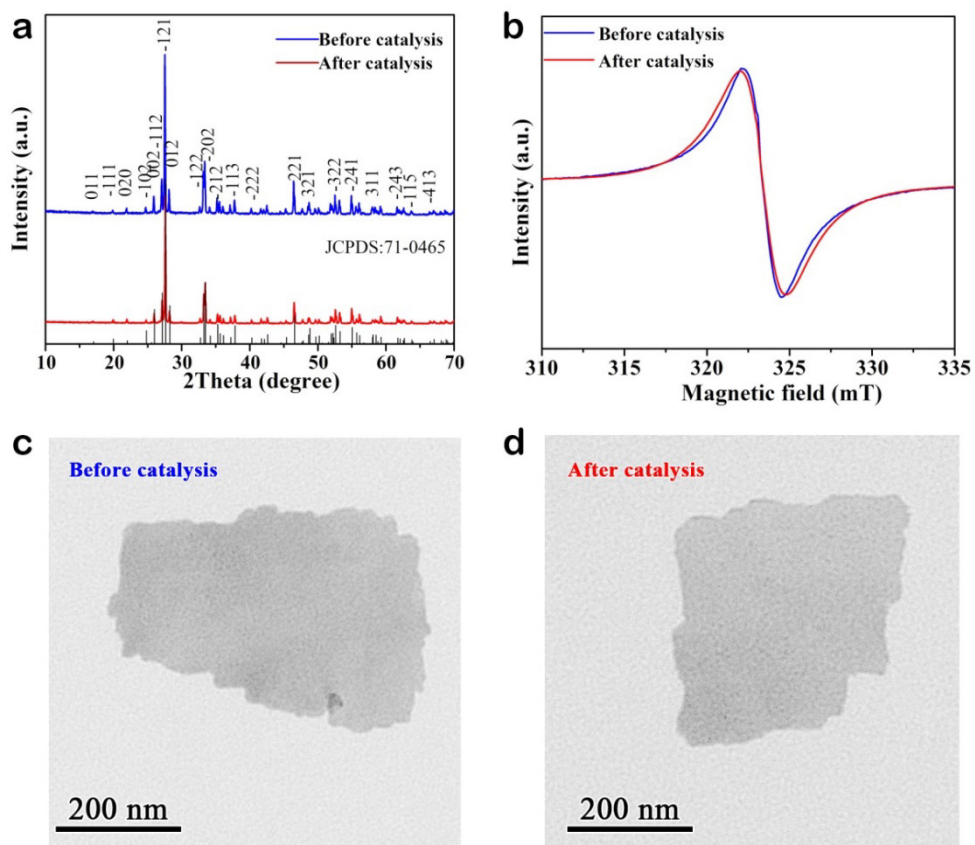 a
Before catalysis
After catalysis
Intensity (a.u.)
011
-111
020
-102
002
-112
-121
012
-122
-202
-212
-113
-222
221
321
-322
-241
311
-243
-115
-413
JCPDS:71-0465
10 20 30 40 50 60 70
2Theta (degree)
b
Before catalysis
After catalysis
Intensity (a.u.)
310 315 320 325 330 335
Magnetic field (mT)
c
Before catalysis
200 nm
d
After catalysis
200 nm